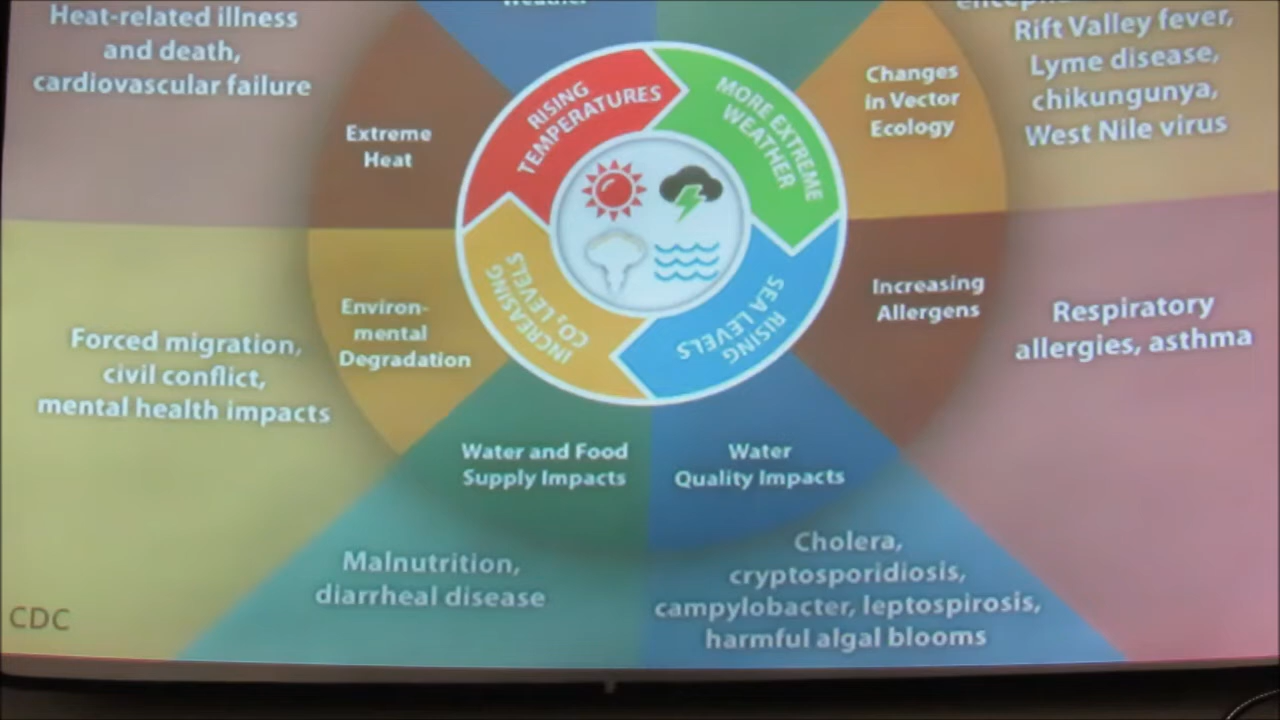 Heat-related illness
and death,
cardiovascular failure
Rift Valley fever,
Lyme disease,
chikungunya,
West Nile virus
Changes
in Vector
Ecology
Extreme
Heat
RISING
TEMPERATURES
MORE EXTREME
WEATHER
INCREASING
CO₂ LEVELS
RISING
SEA LEVELS
Increasing
Allergens
Respiratory
allergies, asthma
Environ-
mental
Degradation
Forced migration,
civil conflict,
mental health impacts
Water and Food
Supply Impacts
Water
Quality Impacts
Malnutrition,
diarrheal disease
Cholera,
cryptosporidiosis,
campylobacter, leptospirosis,
harmful algal blooms
CDC